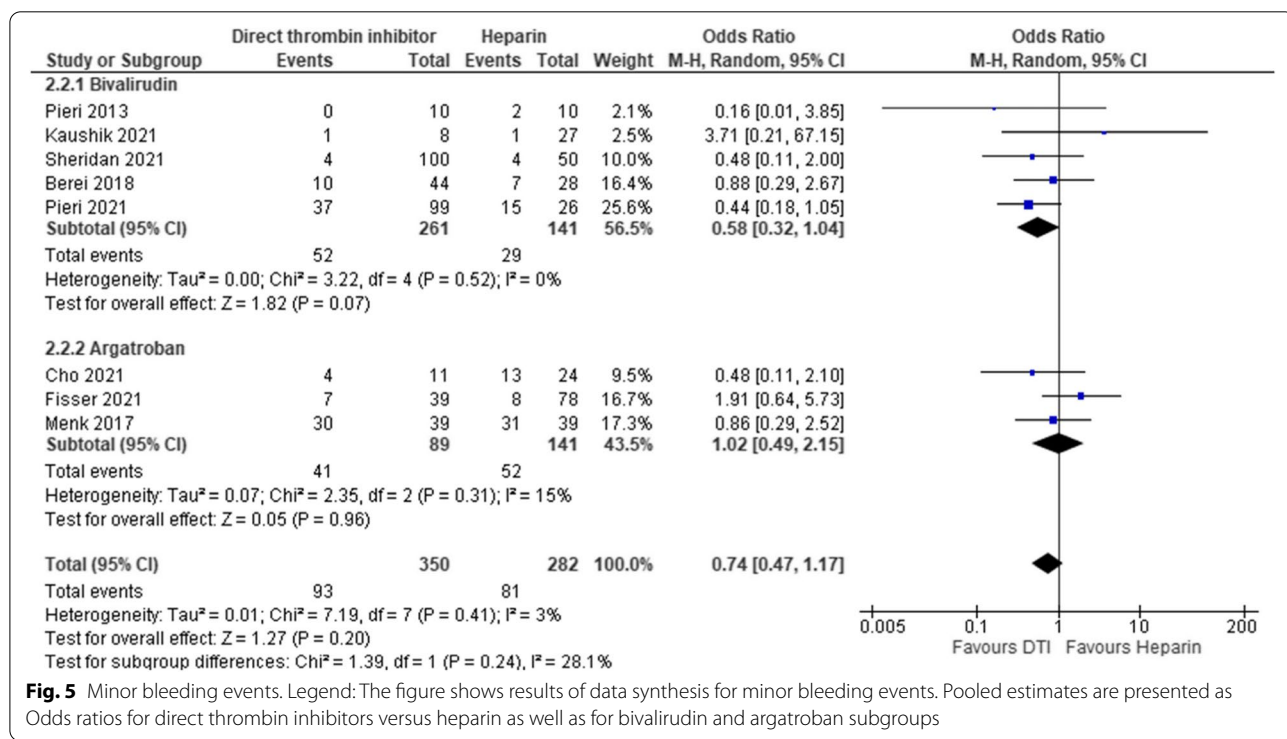 Direct thrombin inhibitor Heparin Odds Ratio Odds Ratio
Study or Subgroup Events Total Events Total Weight M-H, Random, 95% CI M-H, Random, 95% CI
2.2.1 Bivalirudin
Pieri 2013 0 10 2 10 2.1% 0.16 [0.01, 3.85]
Kaushik 2021 1 8 1 27 2.5% 3.71 [0.21, 67.15]
Sheridan 2021 4 100 4 50 10.0% 0.48 [0.11, 2.00]
Berei 2018 10 44 7 28 16.4% 0.88 [0.29, 2.67]
Pieri 2021 37 99 15 26 25.6% 0.44 [0.18, 1.05]
Subtotal (95% CI) 261 141 56.5% 0.58 [0.32, 1.04]
Total events 52 29
Heterogeneity: Tau² = 0.00; Chi² = 3.22, df = 4 (P = 0.52); I² = 0%
Test for overall effect: Z = 1.82 (P = 0.07)
2.2.2 Argatroban
Cho 2021 4 11 13 24 9.5% 0.48 [0.11, 2.10]
Fisser 2021 7 39 8 78 16.7% 1.91 [0.64, 5.73]
Menk 2017 30 39 31 39 17.3% 0.86 [0.29, 2.52]
Subtotal (95% CI) 89 141 43.5% 1.02 [0.49, 2.15]
Total events 41 52
Heterogeneity: Tau² = 0.07; Chi² = 2.35, df = 2 (P = 0.31); I² = 15%
Test for overall effect: Z = 0.05 (P = 0.96)
Total (95% CI) 350 282 100.0% 0.74 [0.47, 1.17]
Total events 93 81
Heterogeneity: Tau² = 0.01; Chi² = 7.19, df = 7 (P = 0.41); I² = 3%
Test for overall effect: Z = 1.27 (P = 0.20)
Test for subgroup differences: Chi² = 1.39, df = 1 (P = 0.24), I² = 28.1%
0.005 0.1 1 10 200
Favours DTI Favours Heparin
Fig. 5 Minor bleeding events. Legend: The figure shows results of data synthesis for minor bleeding events. Pooled estimates are presented as
Odds ratios for direct thrombin inhibitors versus heparin as well as for bivalirudin and argatroban subgroups